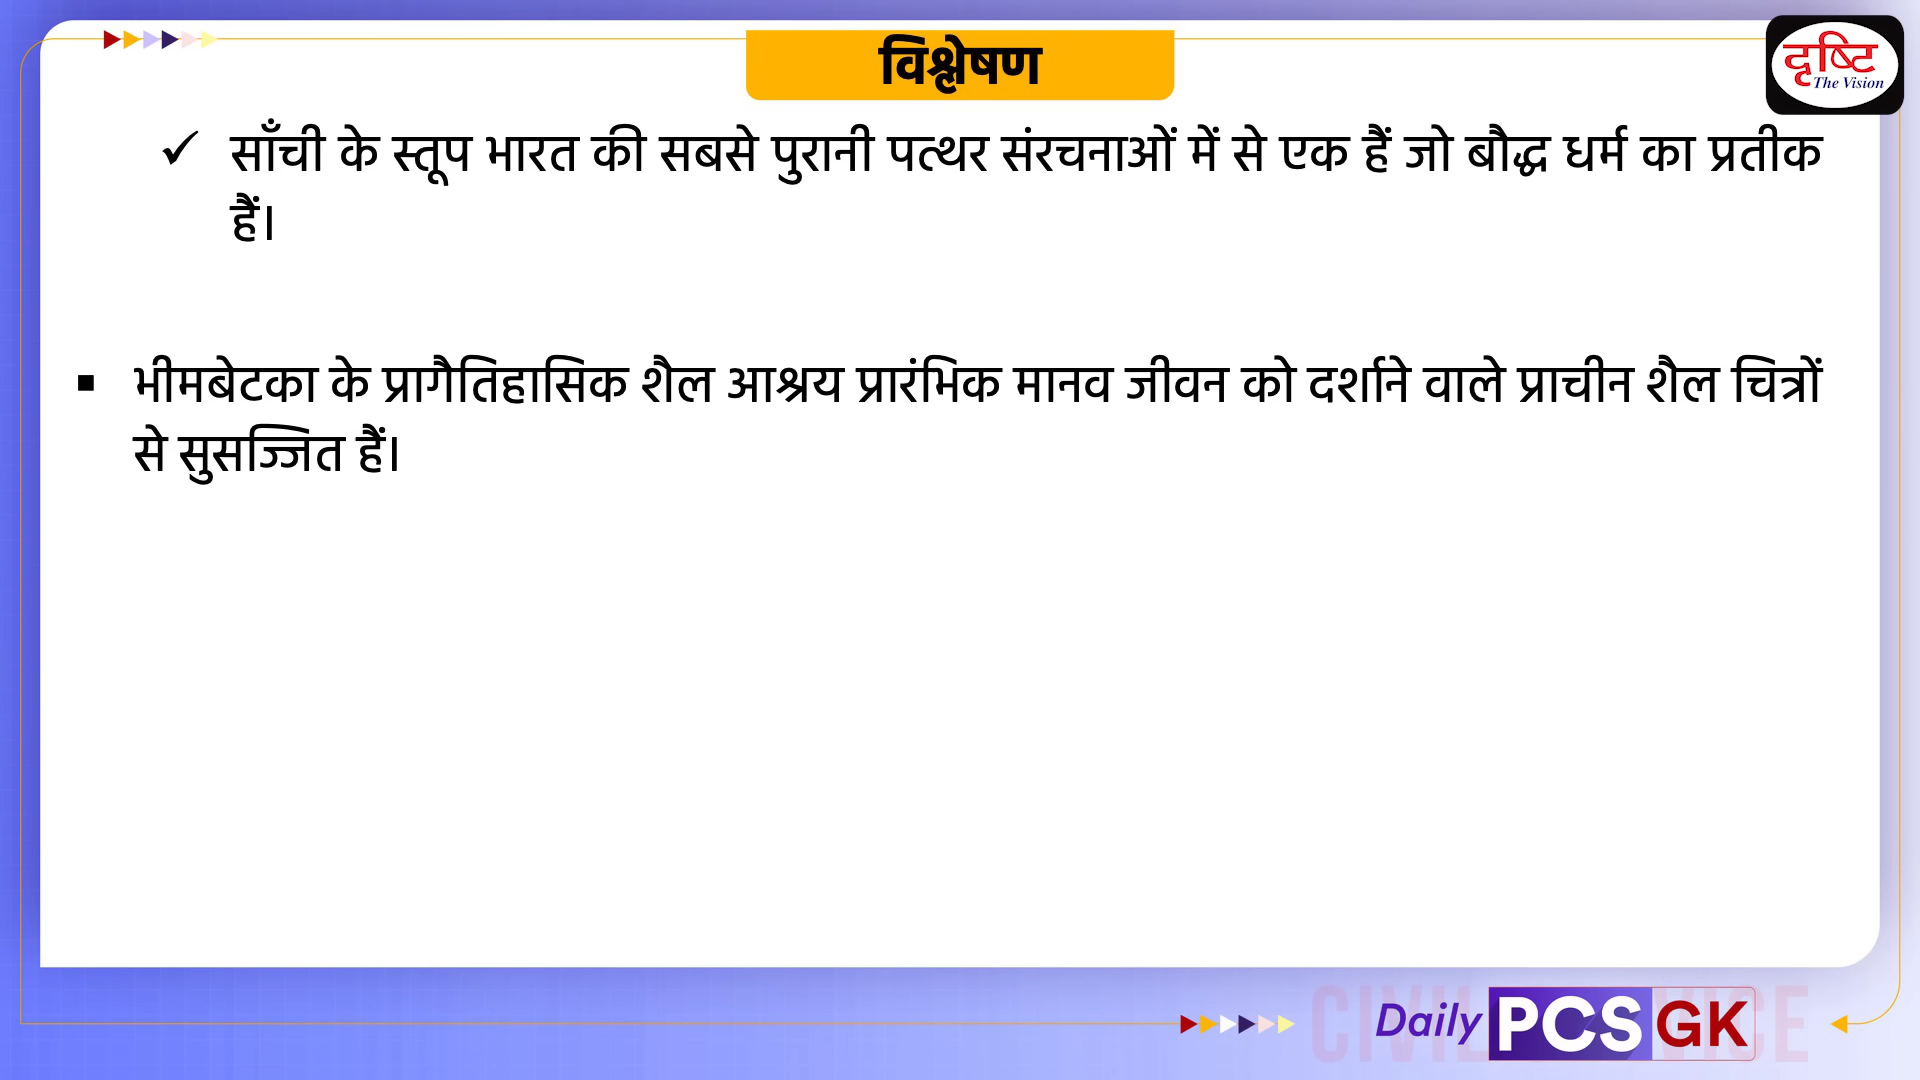 विश्लेषण
दृष्टि
The Vision
✓ साँची के स्तूप भारत की सबसे पुरानी पत्थर संरचनाओं में से एक हैं जो बौद्ध धर्म का प्रतीक
हैं।
▪ भीमबेटका के प्रागैतिहासिक शैल आश्रय प्रारंभिक मानव जीवन को दर्शाने वाले प्राचीन शैल चित्रों
से सुसज्जित हैं।
Daily PCS GK